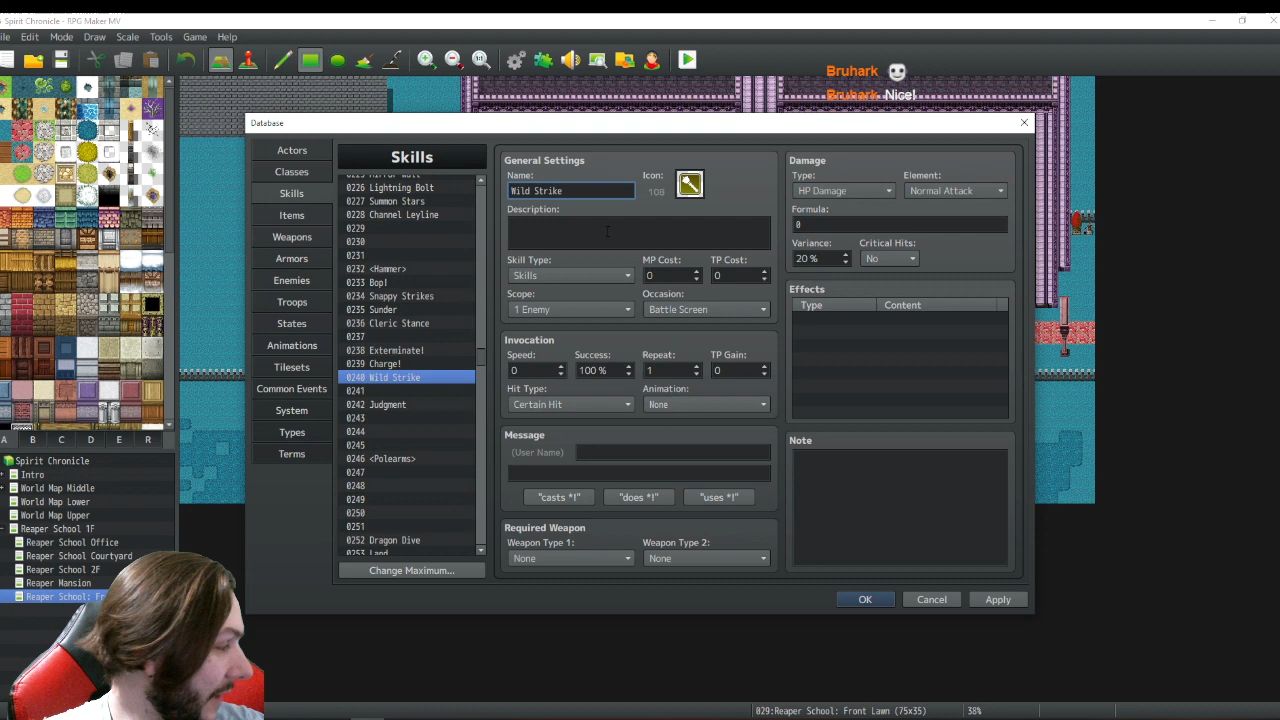 Spirit Chronicle - RPG Maker MV
Edit Mode Draw Scale Tools Game Help
Bruhark
Bruhark Nice!
Database
Actors
Classes
Skills
Items
Weapons
Armors
Enemies
Troops
States
Animations
Tilesets
Common Events
System
Types
Terms
Skills
0226 Lightning Bolt
0227 Summon Stars
0228 Channel Leyline
0229
0230
0231
0232 <Hammer>
0233 Bop!
0234 Snappy Strikes
0235 Sunder
0236 Cleric Stance
0237
0238 Exterminate!
0239 Charge!
0240 Wild Strike
0241
0242 Judgment
0243
0244
0245
0246 <Polearms>
0247
0248
0249
0250
0251
0252 Dragon Dive
0253 Land
Change Maximum...
General Settings
Name: Icon:
Wild Strike 108
Description:
Skill Type: MP Cost: TP Cost:
Skills 0 0
Scope: Occasion:
1 Enemy Battle Screen
Invocation
Speed: Success: Repeat: TP Gain:
0 100 % 1 0
Hit Type: Animation:
Certain Hit None
Message
(User Name)
"casts *!" "does *!" "uses *!"
Required Weapon
Weapon Type 1: Weapon Type 2:
None None
Damage
Type: Element:
HP Damage Normal Attack
Formula:
0
Variance: Critical Hits:
20 % No
Effects
Type Content
Note
OK Cancel Apply
A B C D E R
Spirit Chronicle
Intro
World Map Middle
World Map Lower
World Map Upper
Reaper School 1F
Reaper School Office
Reaper School Courtyard
Reaper School 2F
Reaper Mansion
Reaper School: Fr
029:Reaper School: Front Lawn (75x35) 38%